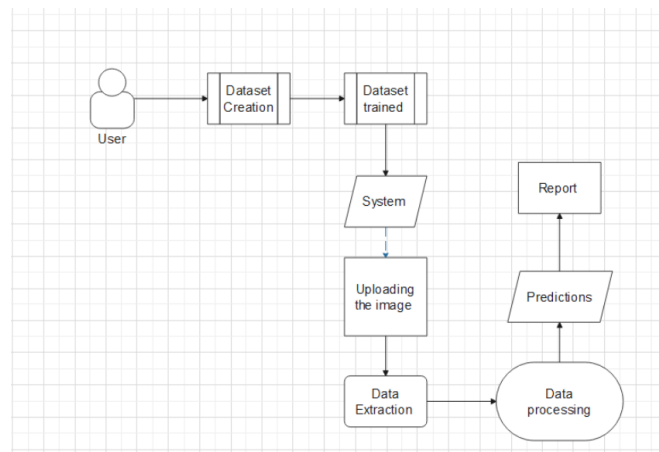 User
Dataset
Creation
Dataset
trained
System
Uploading
the image
Data
Extraction
Data
processing
Predictions
Report